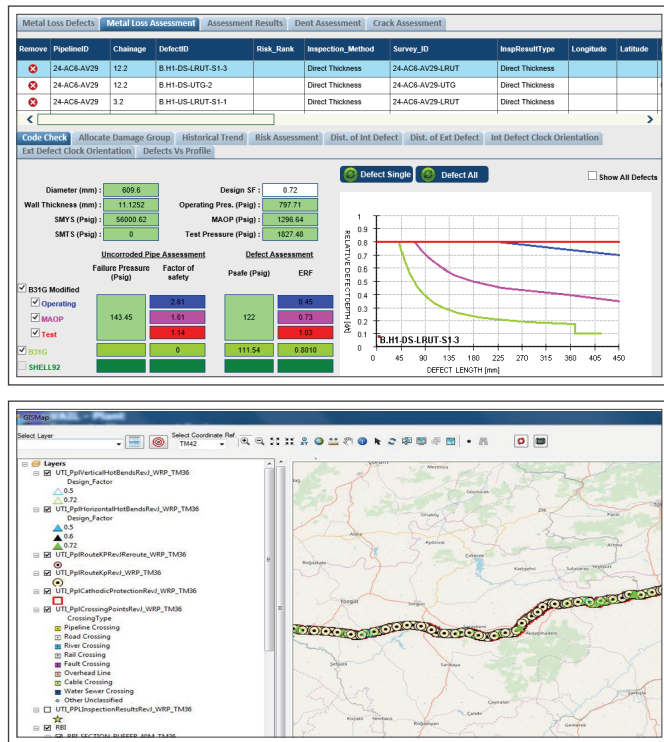 Metal Loss Defects Metal Loss Assessment Assessment Results Dent Assessment Crack Assessment
Remove PipelineID Chainage DefectID Risk_Rank Inspection_Method Survey_ID InspResultType Longitude Latitude
24-AC6-AV29 12.2 B.H1-DS-LRUT-S1-3 Direct Thickness 24-AC6-AV29-LRUT Direct Thickness
24-AC6-AV29 12.2 B.H1-DS-UTG-2 Direct Thickness 24-AC6-AV29-UTG Direct Thickness
24-AC6-AV29 3.2 B.H1-US-LRUT-S1-1 Direct Thickness 24-AC6-AV29-LRUT Direct Thickness
Code Check Allocate Damage Group Historical Trend Risk Assessment Dist. of Int Defect Dist. of Ext Defect Int Defect Clock Orientation
Ext Defect Clock Orientation Defects Vs Profile
Defect Single Defect All Show All Defects
Diameter (mm) : 609.6 Design SF : 0.72
Wall Thickness (mm) : 11.1252 Operating Pres. (Psig) : 797.71
SMYS (Psig) : 56000.62 MAOP (Psig) : 1296.64
SMTS (Psig) : 0 Test Pressure (Psig) : 1827.48
Uncorroded Pipe Assessment Defect Assessment
Failure Pressure (Psig) Factor of safety Psafe (Psig) ERF
B31G Modified
Operating 2.61 0.45
MAOP 143.45 1.61 122 0.73
Test 1.14 1.03
B31G 0 111.54 0.8010
SHELL92
RELATIVE DEFECT DEPTH [d/t]
1
0.9
0.8
0.7
0.6
0.5
0.4
0.3
0.2
0.1
0
B.H1-DS-LRUT-S1-3
0 45 90 135 180 225 270 315 360 405 450
DEFECT LENGTH [mm]
GISMap
Select Layer Select Coordinate Ref.
TM42
Layers
UTI_PplVerticalHotBendsRevJ_WRP_TM36
Design_Factor
0.5
0.72
UTI_PplHorizontalHotBendsRevJ_WRP_TM36
Design_Factor
0.5
0.6
0.72
UTI_PplRouteKPRevJReroute_WRP_TM36
UTI_PplRouteKpRevJ_WRP_TM36
UTI_PplCathodicProtectionRevJ_WRP_TM36
UTI_PplCrossingPointsRevJ_WRP_TM36
CrossingType
Pipeline Crossing
Road Crossing
River Crossing
Rail Crossing
Fault Crossing
Overhead Line
Cable Crossing
Water Sewer Crossing
Other Unclassified
UTI_PPLInspectionResultsRevJ_WRP_TM36
RBI
RBI_SECTION_BUFFER_40M_TM36
Yozgat
Sorgun
Sarıkaya
Aydıncık
Çekerek
Kadışehri
Akdağmadeni
Şefaatli
Zile